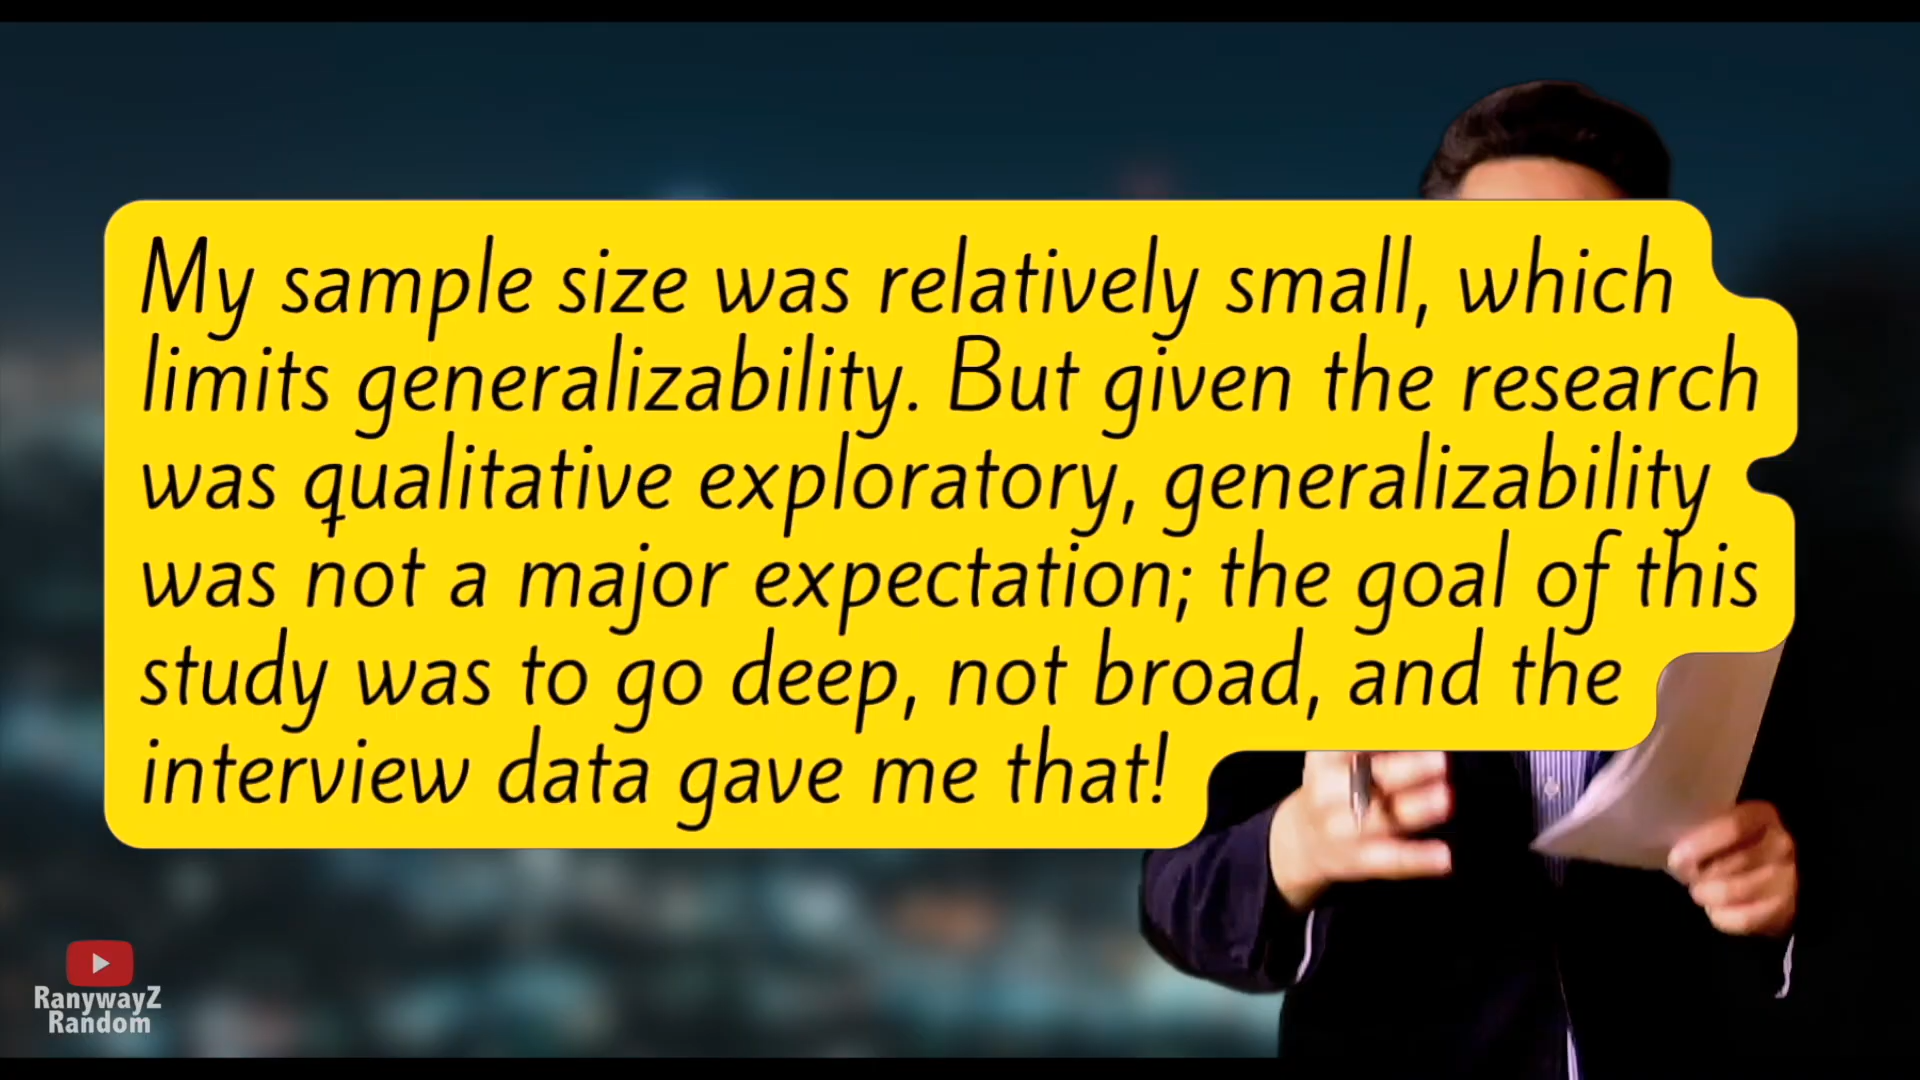 My sample size was relatively small, which
limits generalizability. But given the research
was qualitative exploratory, generalizability
was not a major expectation; the goal of this
study was to go deep, not broad, and the
interview data gave me that!
RanywayZ
Random